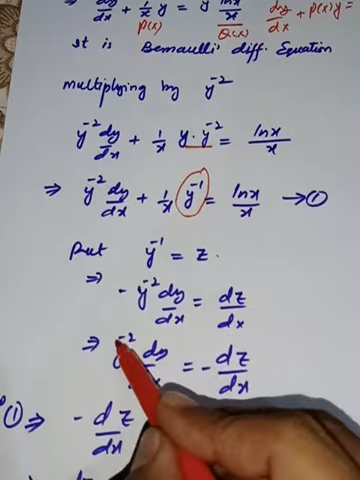 ⇒ dy/dx + 1/x y = y² lnx/x dy/dx + P(x)y =
P(x) Q(x)
It is Bernaulli's diff. Equation
multiplying by y⁻²
y⁻² dy/dx + 1/x y. y⁻² = lnx/x
⇒ y⁻² dy/dx + 1/x y⁻¹ = lnx/x → ①
Put y⁻¹ = z.
⇒ - y⁻² dy/dx = dz/dx
⇒ y⁻² dy/dx = - dz/dx
① ⇒ - dz/dx